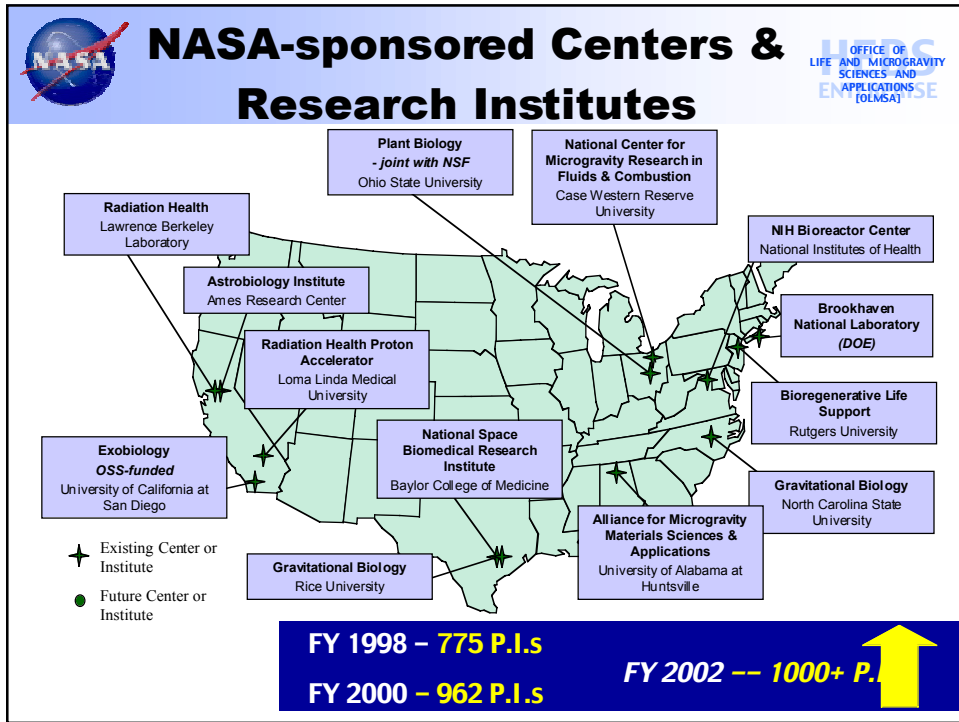 NASA
NASA-sponsored Centers &
Research Institutes
HEDS
ENTERPRISE
OFFICE OF
LIFE AND MICROGRAVITY
SCIENCES AND
APPLICATIONS
[OLMSA]
Plant Biology
- joint with NSF
Ohio State University
National Center for
Microgravity Research in
Fluids & Combustion
Case Western Reserve
University
Radiation Health
Lawrence Berkeley
Laboratory
NIH Bioreactor Center
National Institutes of Health
Astrobiology Institute
Ames Research Center
Brookhaven
National Laboratory
(DOE)
Radiation Health Proton
Accelerator
Loma Linda Medical
University
Bioregenerative Life
Support
Rutgers University
National Space
Biomedical Research
Institute
Baylor College of Medicine
Exobiology
OSS-funded
University of California at
San Diego
Gravitational Biology
North Carolina State
University
Alliance for Microgravity
Materials Sciences &
Applications
University of Alabama at
Huntsville
Gravitational Biology
Rice University
Existing Center or
Institute
Future Center or
Institute
FY 1998 – 775 P.I.s
FY 2000 – 962 P.I.s
FY 2002 –– 1000+ P.I